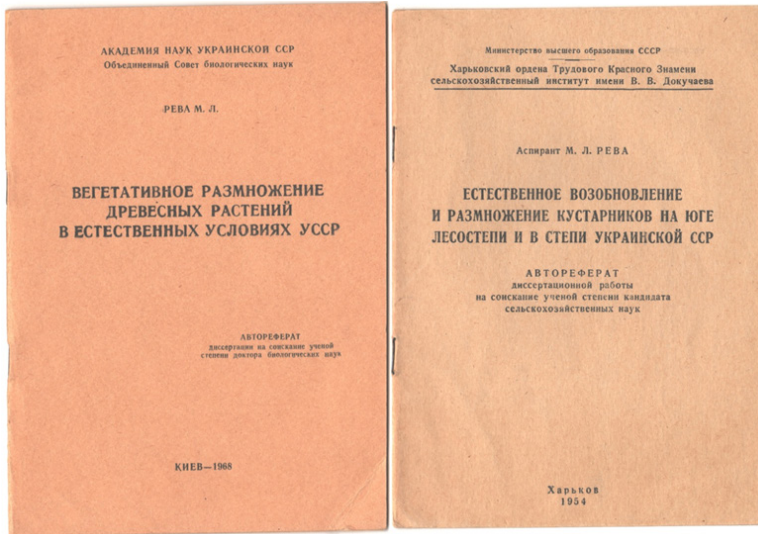 АКАДЕМИЯ НАУК УКРАИНСКОЙ ССР
Объединенный Совет биологических наук
РЕВА М. Л.
ВЕГЕТАТИВНОЕ РАЗМНОЖЕНИЕ
ДРЕВЕСНЫХ РАСТЕНИЙ
В ЕСТЕСТВЕННЫХ УСЛОВИЯХ УССР
АВТОРЕФЕРАТ
диссертации на соискание ученой
степени доктора биологических наук
КИЕВ—1968
Министерство высшего образования СССР
Харьковский ордена Трудового Красного Знамени
сельскохозяйственный институт имени В. В. Докучаева
Аспирант М. Л. РЕВА
ЕСТЕСТВЕННОЕ ВОЗОБНОВЛЕНИЕ
И РАЗМНОЖЕНИЕ КУСТАРНИКОВ НА ЮГЕ
ЛЕСОСТЕПИ И В СТЕПИ УКРАИНСКОЙ ССР
АВТОРЕФЕРАТ
диссертационной работы
на соискание ученой степени кандидата
сельскохозяйственных наук
Харьков
1954